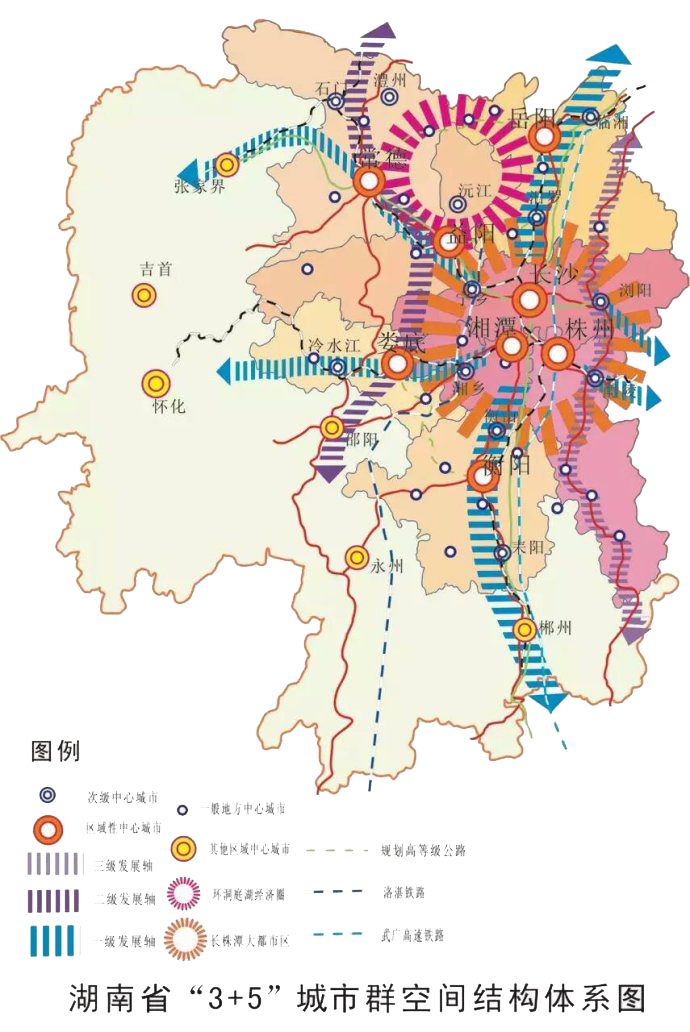 石门
澧州
岳阳
临湘
张家界
常德
沅江
汨罗
益阳
吉首
长沙
宁乡
浏阳
湘潭
株州
娄底
冷水江
湘乡
醴陵
怀化
邵阳
衡山
衡阳
耒阳
永州
郴州
图例
次级中心城市
一般地方中心城市
区域性中心城市
其他区域中心城市
规划高等级公路
三级发展轴
二级发展轴
环洞庭湖经济圈
洛湛铁路
一级发展轴
长株潭大都市区
武广高速铁路
湖南省“3+5”城市群空间结构体系图